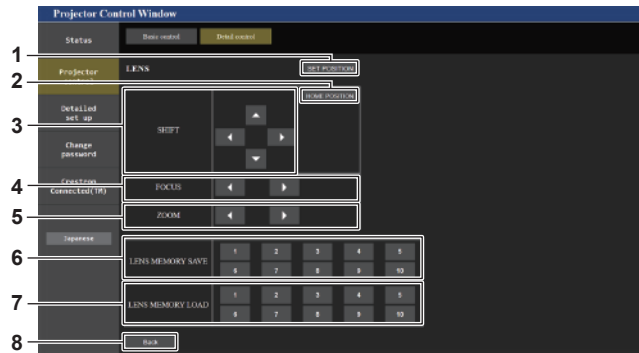 Projector Control Window
Status
Basic control
Detail control
1
Projector control
LENS
SET POSITION
2
HOME POSITION
Detailed
set up
3
SHIFT
Change
password
Crestron
Connected(TM)
4
FOCUS
5
ZOOM
Japanese
6
LENS MEMORY SAVE
1 2 3 4 5
6 7 8 9 10
7
LENS MEMORY LOAD
1 2 3 4 5
6 7 8 9 10
8
Back